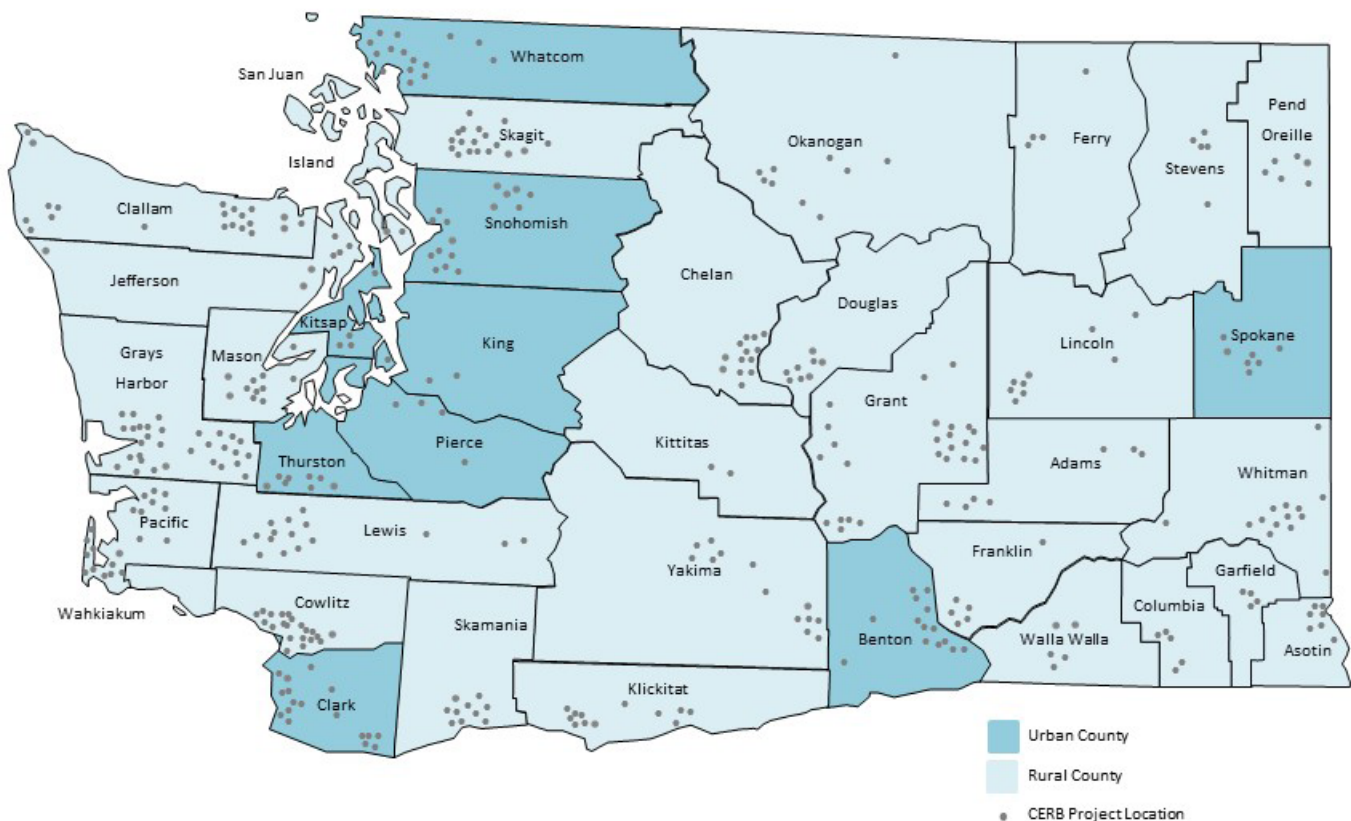 Whatcom
San Juan
Skagit
Okanogan
Ferry
Pend
Oreille
Stevens
Island
Clallam
Snohomish
Chelan
Jefferson
Douglas
Kitsap
King
Lincoln
Spokane
Grays
Harbor
Mason
Grant
Kittitas
Pierce
Thurston
Adams
Whitman
Pacific
Lewis
Franklin
Yakima
Garfield
Wahkiakum
Cowlitz
Skamania
Benton
Walla Walla
Columbia
Asotin
Klickitat
Clark
Urban County
Rural County
CERB Project Location